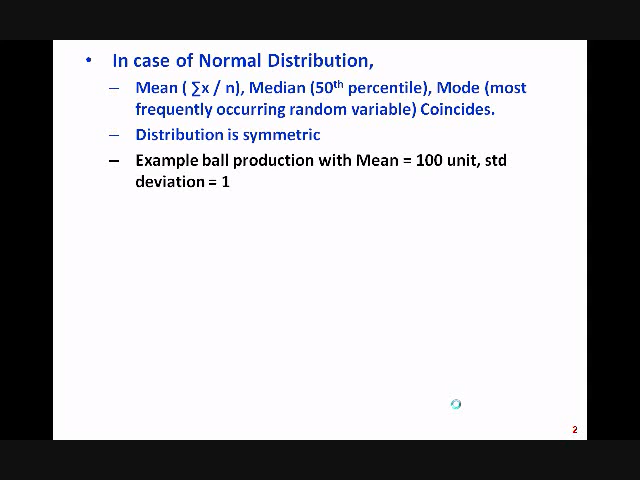 • In case of Normal Distribution,
– Mean ( ∑x / n), Median (50th percentile), Mode (most
frequently occurring random variable) Coincides.
– Distribution is symmetric
– Example ball production with Mean = 100 unit, std
deviation = 1
2